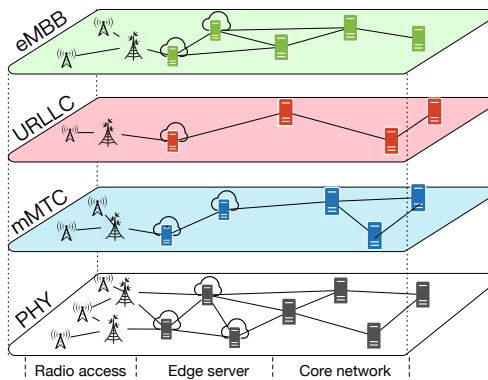 eMBB
URLLC
mMTC
PHY
Radio access
Edge server
Core network